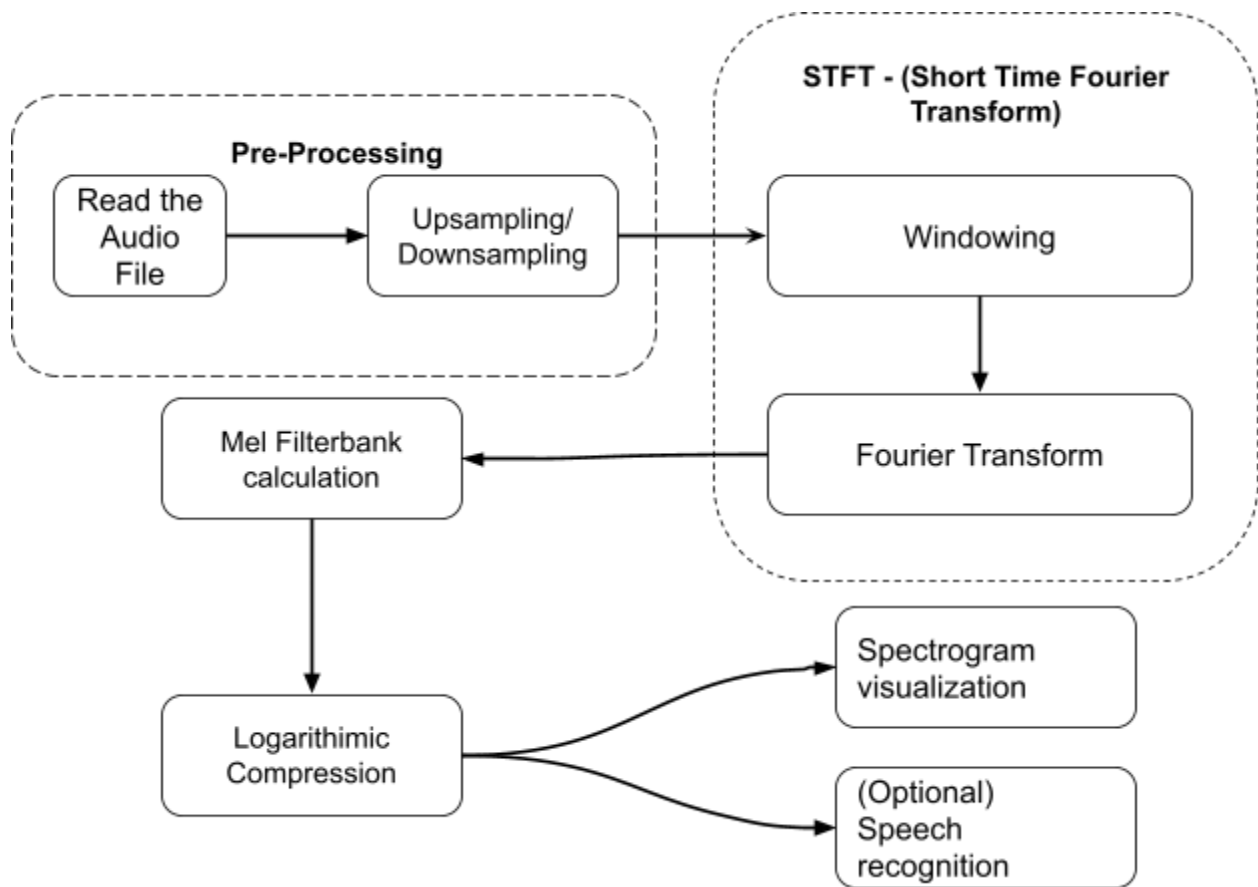 STFT - (Short Time Fourier
Transform)
Pre-Processing
Read the
Audio
File
Upsampling/
Downsampling
Windowing
Fourier Transform
Mel Filterbank
calculation
Logarithimic
Compression
Spectrogram
visualization
(Optional)
Speech
recognition